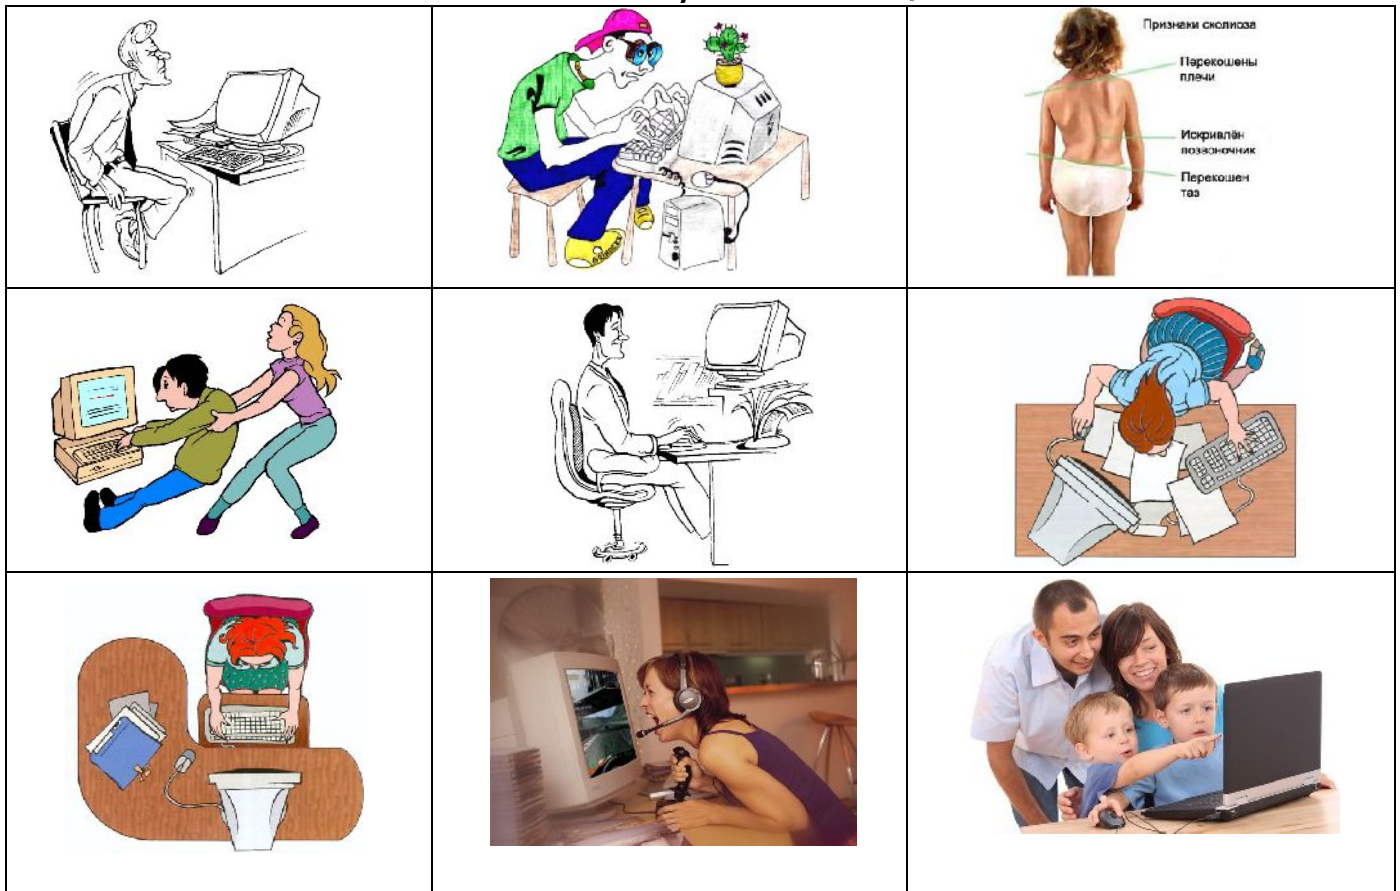 Признаки сколиоза
Перекошены
плечи
Искривлён
позвоночник
Перекошен
таз